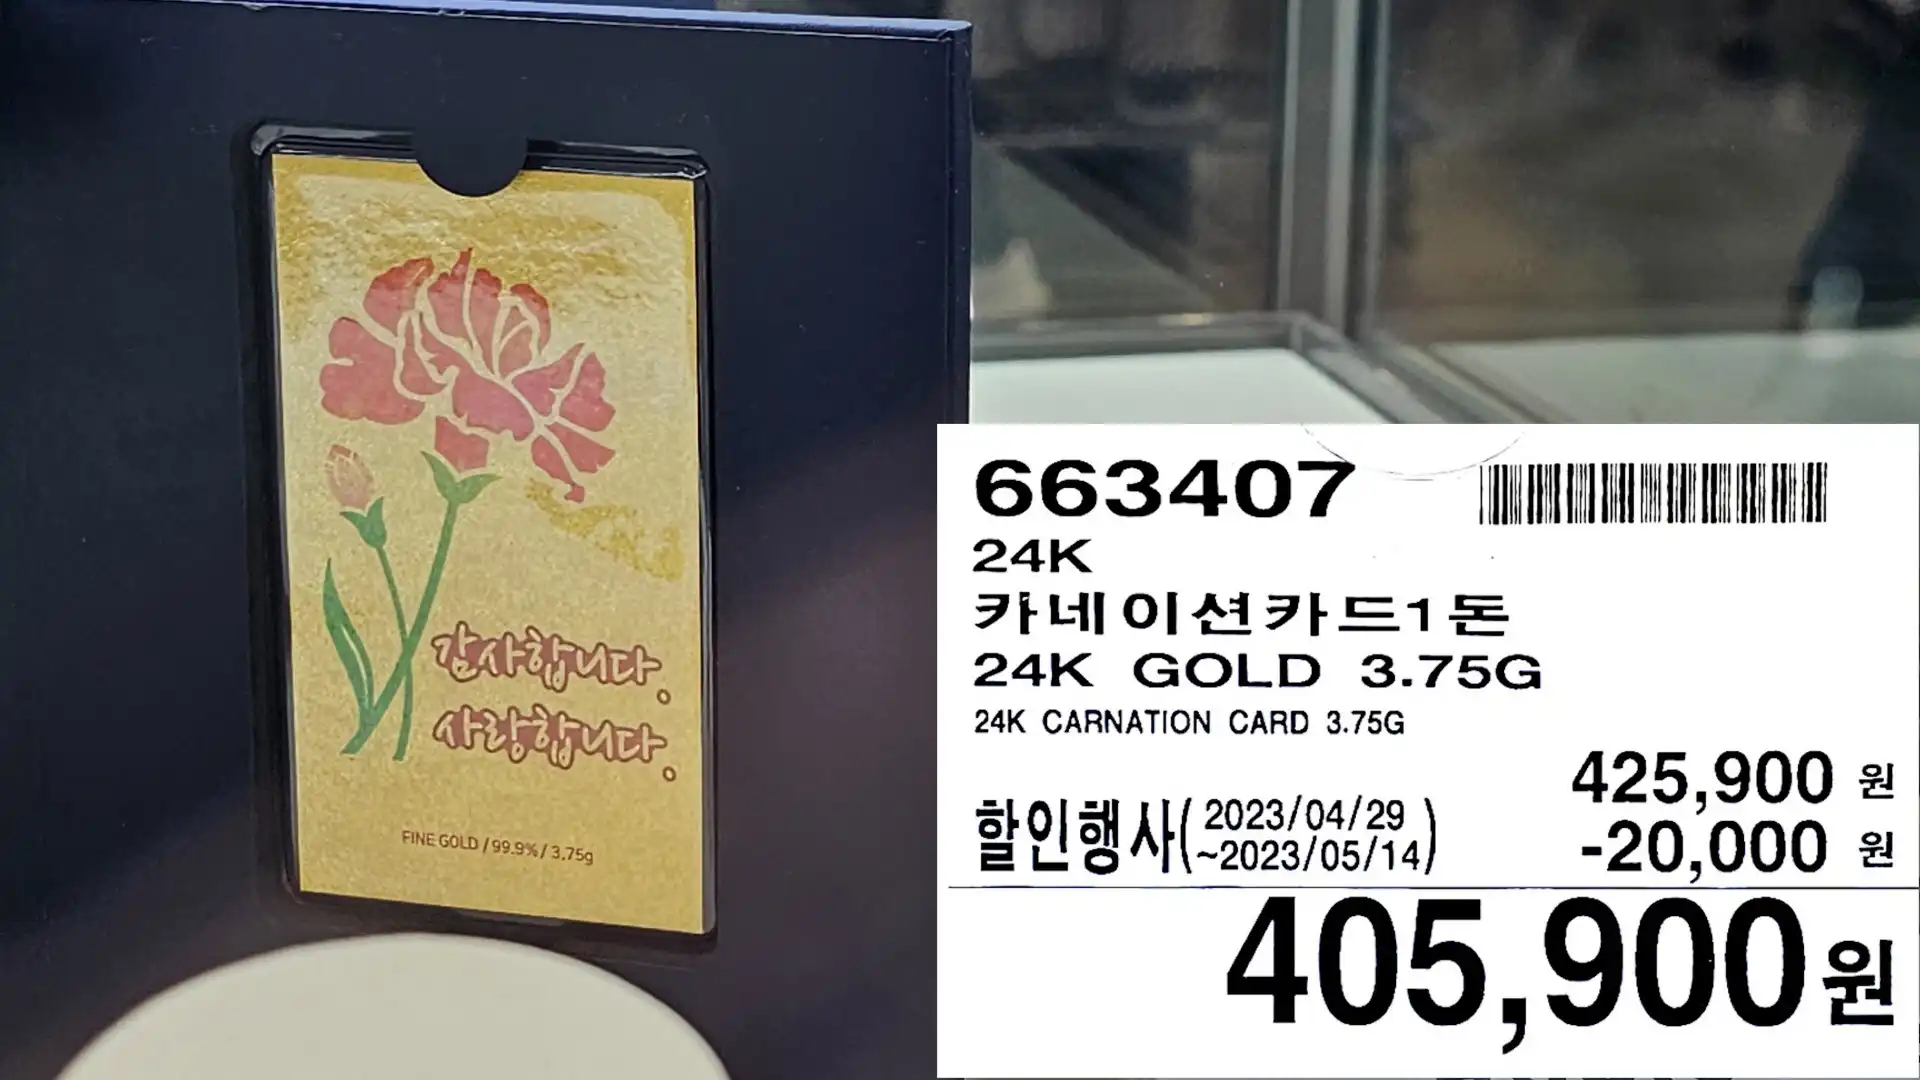 감사합니다.
사랑합니다.
FINE GOLD / 99.9% / 3.75g
663407
24K
카네이션카드1돈
24K GOLD 3.75G
24K CARNATION CARD 3.75G
425,900 원
할인행사( 2023/04/29 ~2023/05/14) -20,000 원
405,900원